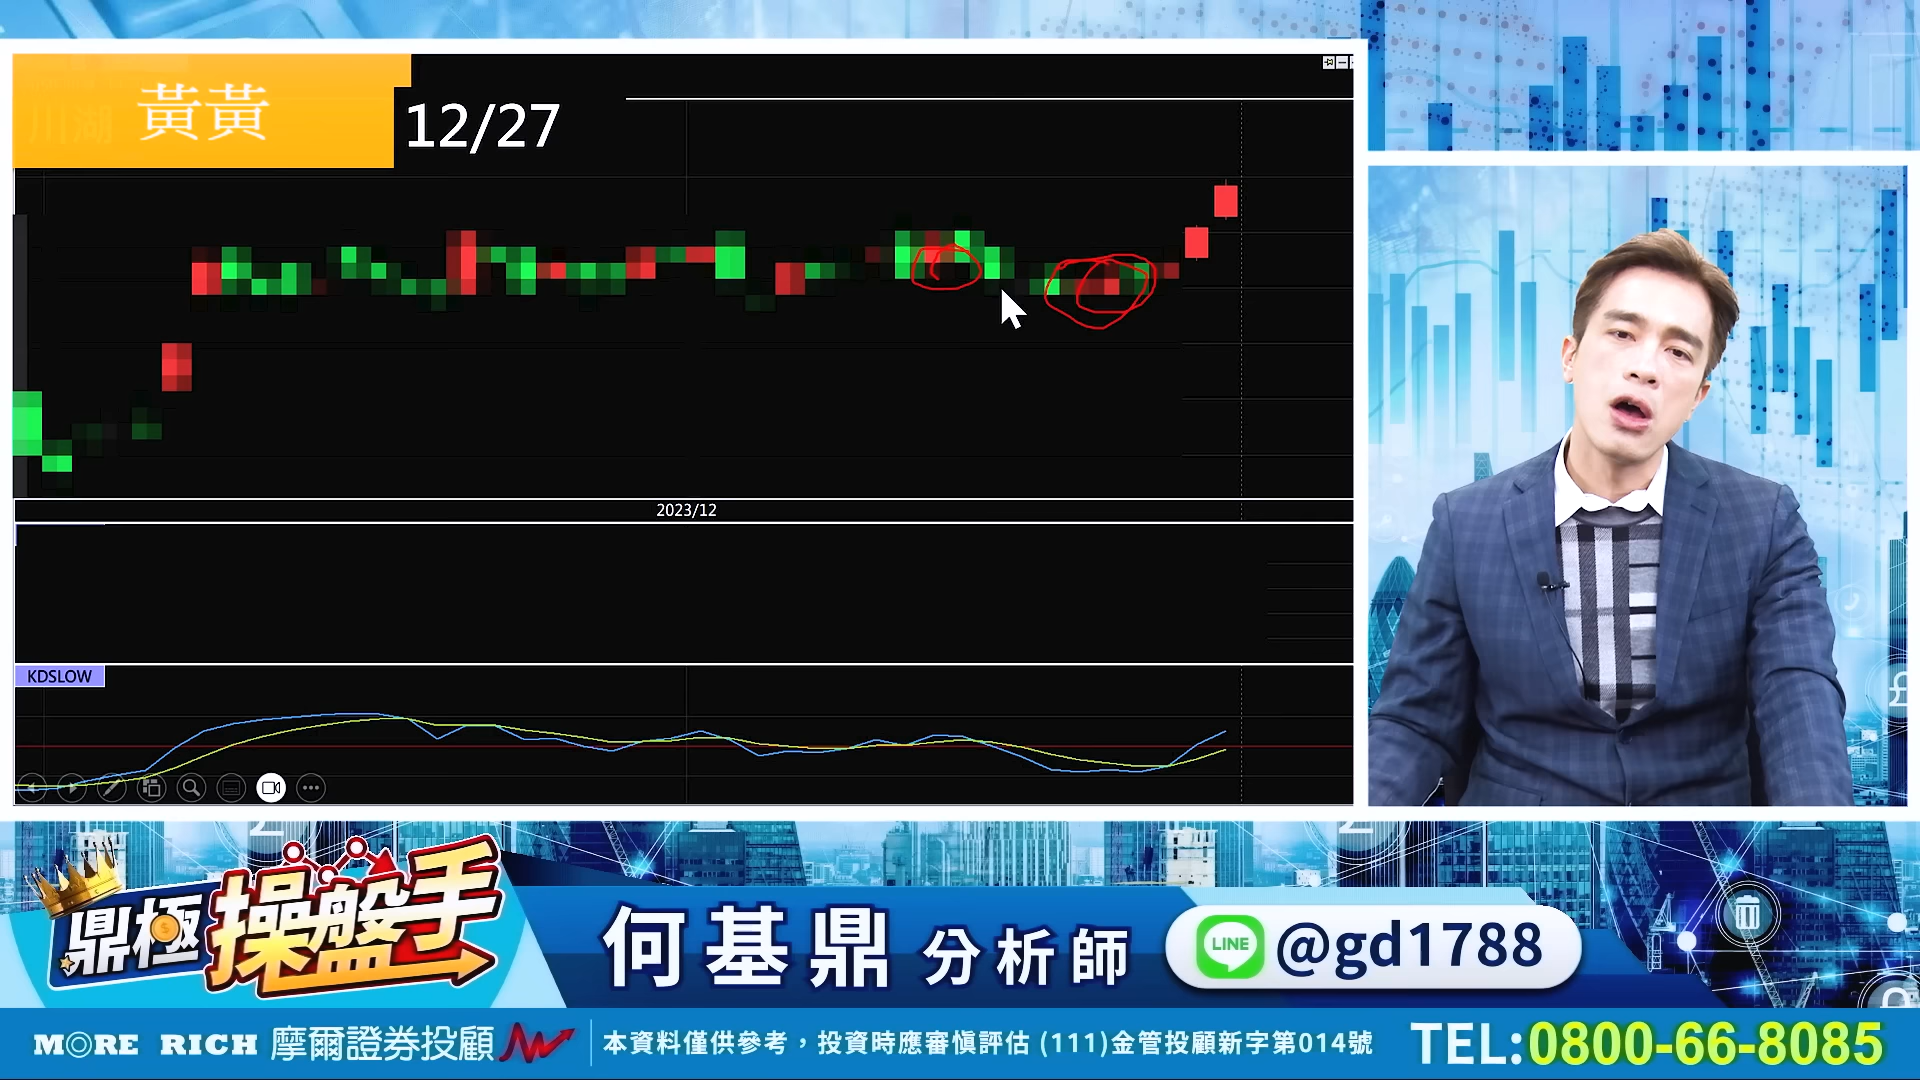 黃黃
川湖
12/27
2023/12
KDSLOW
鼎極操盤手
何基鼎 分析師
LINE @gd1788
MORE RICH 摩爾證券投顧
本資料僅供參考，投資時應審慎評估 (111)金管投顧新字第014號
TEL:0800-66-8085